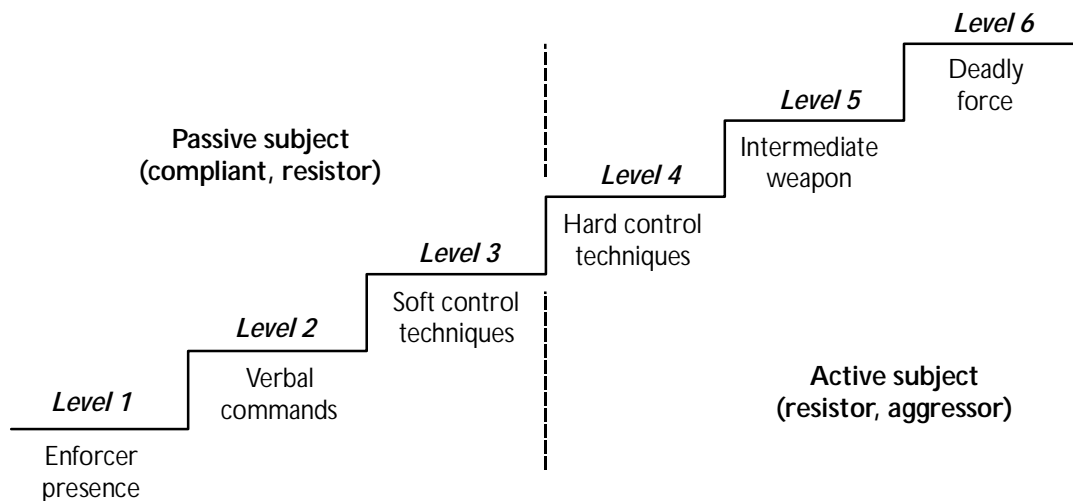 Level 6
Deadly
force
Level 5
Intermediate
weapon
Passive subject
(compliant, resistor)
Level 4
Hard control
techniques
Level 3
Soft control
techniques
Level 2
Verbal
commands
Active subject
(resistor, aggressor)
Level 1
Enforcer
presence